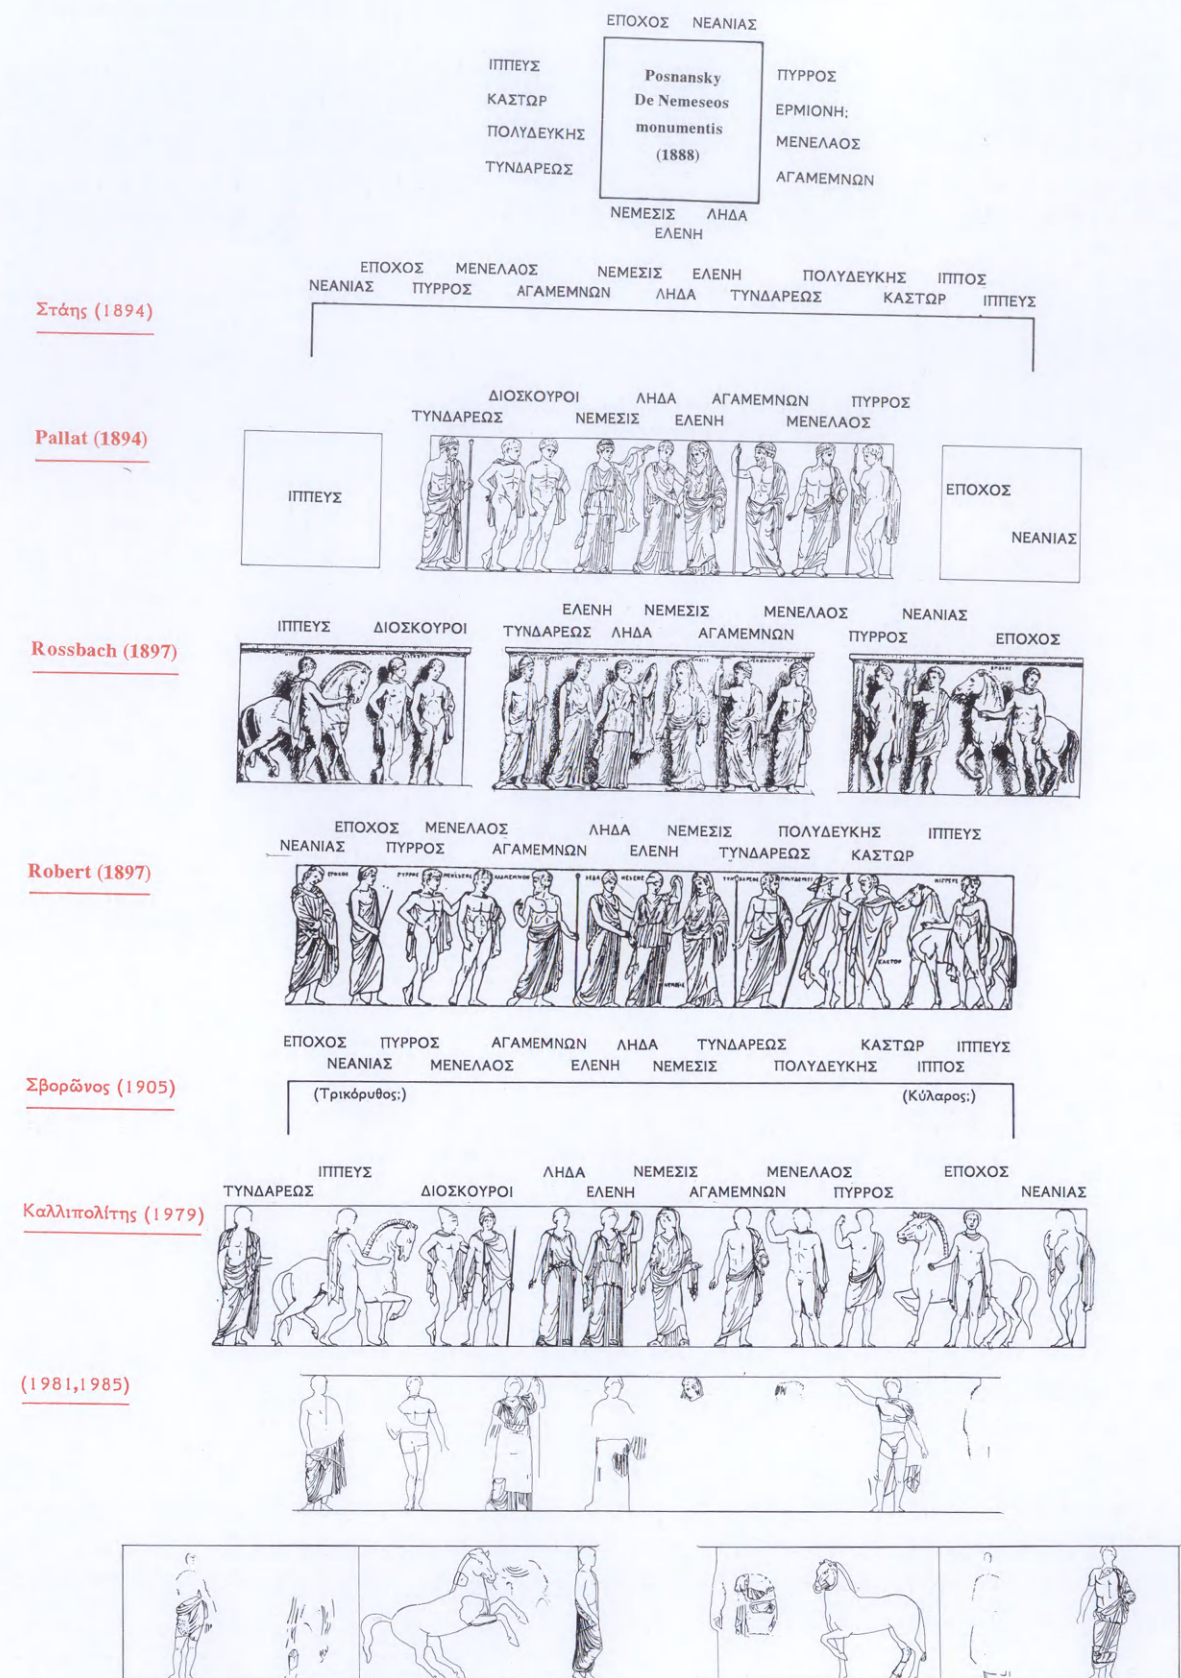 ΕΠΟΧΟΣ ΝΕΑΝΙΑΣ
ΙΠΠΕΥΣ
ΚΑΣΤΩΡ
ΠΟΛΥΔΕΥΚΗΣ
ΤΥΝΔΑΡΕΩΣ
Posnansky
De Nemeseos
monumentis
(1888)
ΠΥΡΡΟΣ
ΕΡΜΙΟΝΗ;
ΜΕΝΕΛΑΟΣ
ΑΓΑΜΕΜΝΩΝ
ΝΕΜΕΣΙΣ ΛΗΔΑ
ΕΛΕΝΗ
Στάης (1894)
ΕΠΟΧΟΣ ΜΕΝΕΛΑΟΣ ΝΕΜΕΣΙΣ ΕΛΕΝΗ ΠΟΛΥΔΕΥΚΗΣ ΙΠΠΟΣ
ΝΕΑΝΙΑΣ ΠΥΡΡΟΣ ΑΓΑΜΕΜΝΩΝ ΛΗΔΑ ΤΥΝΔΑΡΕΩΣ ΚΑΣΤΩΡ ΙΠΠΕΥΣ
Pallat (1894)
ΔΙΟΣΚΟΥΡΟΙ ΛΗΔΑ ΑΓΑΜΕΜΝΩΝ ΠΥΡΡΟΣ
ΤΥΝΔΑΡΕΩΣ ΝΕΜΕΣΙΣ ΕΛΕΝΗ ΜΕΝΕΛΑΟΣ
ΙΠΠΕΥΣ
ΕΠΟΧΟΣ
ΝΕΑΝΙΑΣ
Rossbach (1897)
ΕΛΕΝΗ ΝΕΜΕΣΙΣ ΜΕΝΕΛΑΟΣ ΝΕΑΝΙΑΣ
ΙΠΠΕΥΣ ΔΙΟΣΚΟΥΡΟΙ ΤΥΝΔΑΡΕΩΣ ΛΗΔΑ ΑΓΑΜΕΜΝΩΝ ΠΥΡΡΟΣ ΕΠΟΧΟΣ
Robert (1897)
ΕΠΟΧΟΣ ΜΕΝΕΛΑΟΣ ΛΗΔΑ ΝΕΜΕΣΙΣ ΠΟΛΥΔΕΥΚΗΣ ΙΠΠΕΥΣ
ΝΕΑΝΙΑΣ ΠΥΡΡΟΣ ΑΓΑΜΕΜΝΩΝ ΕΛΕΝΗ ΤΥΝΔΑΡΕΩΣ ΚΑΣΤΩΡ
Σβορῶνος (1905)
ΕΠΟΧΟΣ ΠΥΡΡΟΣ ΑΓΑΜΕΜΝΩΝ ΛΗΔΑ ΤΥΝΔΑΡΕΩΣ ΚΑΣΤΩΡ ΙΠΠΕΥΣ
ΝΕΑΝΙΑΣ ΜΕΝΕΛΑΟΣ ΕΛΕΝΗ ΝΕΜΕΣΙΣ ΠΟΛΥΔΕΥΚΗΣ ΙΠΠΟΣ
(Τρικόρυθος;) (Κύλαρος;)
Καλλιπολίτης (1979)
ΙΠΠΕΥΣ ΛΗΔΑ ΝΕΜΕΣΙΣ ΜΕΝΕΛΑΟΣ ΕΠΟΧΟΣ
ΤΥΝΔΑΡΕΩΣ ΔΙΟΣΚΟΥΡΟΙ ΕΛΕΝΗ ΑΓΑΜΕΜΝΩΝ ΠΥΡΡΟΣ ΝΕΑΝΙΑΣ
(1981,1985)